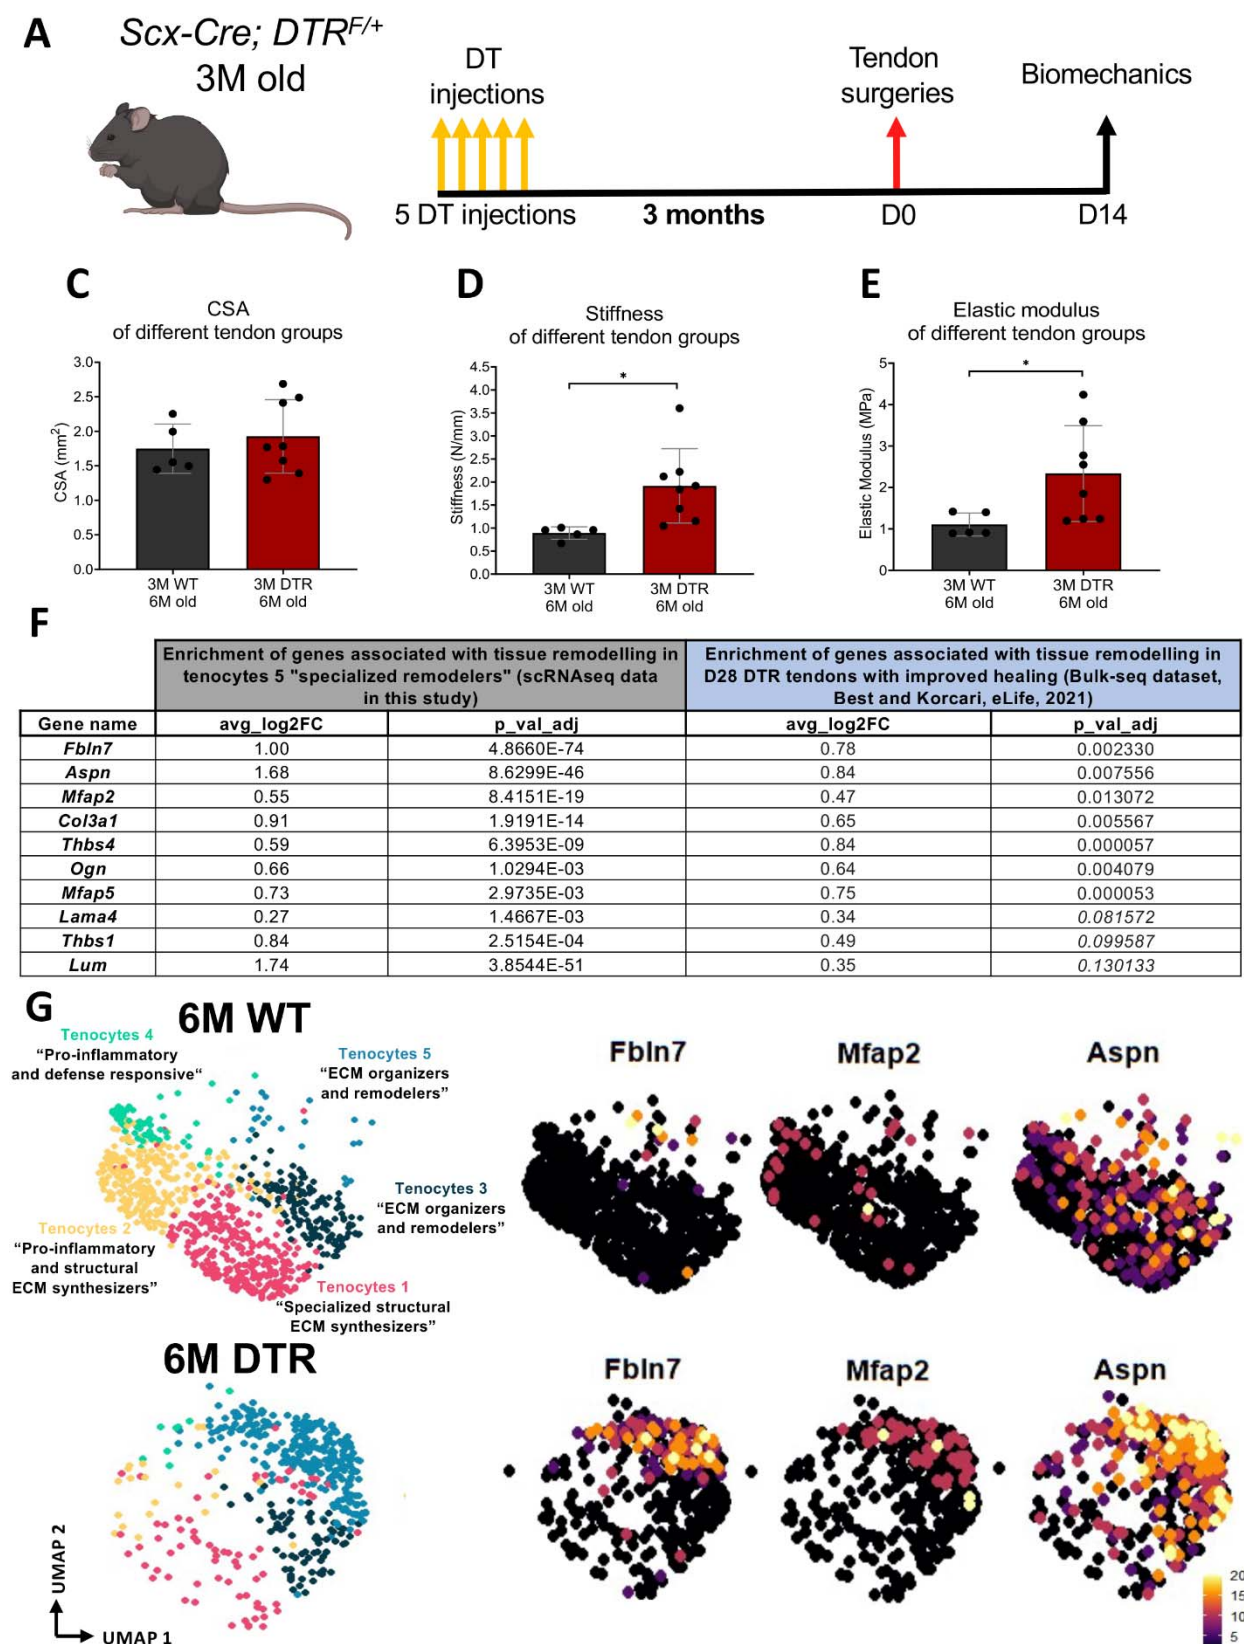 A
Scx-Cre; DTR^F/+
3M old
DT
injections
Tendon
surgeries
Biomechanics
5 DT injections
3 months
D0
D14
C
CSA
of different tendon groups
CSA (mm²)
3.0
2.5
2.0
1.5
1.0
0.5
0.0
3M WT
6M old
3M DTR
6M old
D
Stiffness
of different tendon groups
*
Stiffness (N/mm)
4.5
4.0
3.5
3.0
2.5
2.0
1.5
1.0
0.5
0.0
3M WT
6M old
3M DTR
6M old
E
Elastic modulus
of different tendon groups
*
Elastic Modulus (MPa)
5
4
3
2
1
0
3M WT
6M old
3M DTR
6M old
F
Enrichment of genes associated with tissue remodelling in
tenocytes 5 "specialized remodelers" (scRNAseq data
in this study)
Enrichment of genes associated with tissue remodelling in
D28 DTR tendons with improved healing (Bulk-seq dataset,
Best and Korcari, eLife, 2021)
Gene name avg_log2FC p_val_adj avg_log2FC p_val_adj
Fbln7 1.00 4.8660E-74 0.78 0.002330
Aspn 1.68 8.6299E-46 0.84 0.007556
Mfap2 0.55 8.4151E-19 0.47 0.013072
Col3a1 0.91 1.9191E-14 0.65 0.005567
Thbs4 0.59 6.3953E-09 0.84 0.000057
Ogn 0.66 1.0294E-03 0.64 0.004079
Mfap5 0.73 2.9735E-03 0.75 0.000053
Lama4 0.27 1.4667E-03 0.34 0.081572
Thbs1 0.84 2.5154E-04 0.49 0.099587
Lum 1.74 3.8544E-51 0.35 0.130133
G
6M WT
Tenocytes 4
"Pro-inflammatory
and defense responsive"
Tenocytes 5
"ECM organizers
and remodelers"
Tenocytes 3
"ECM organizers
and remodelers"
Tenocytes 2
"Pro-inflammatory
and structural
ECM synthesizers"
Tenocytes 1
"Specialized structural
ECM synthesizers"
Fbln7
Mfap2
Aspn
6M DTR
Fbln7
Mfap2
Aspn
UMAP 2
UMAP 1
20
15
10
5